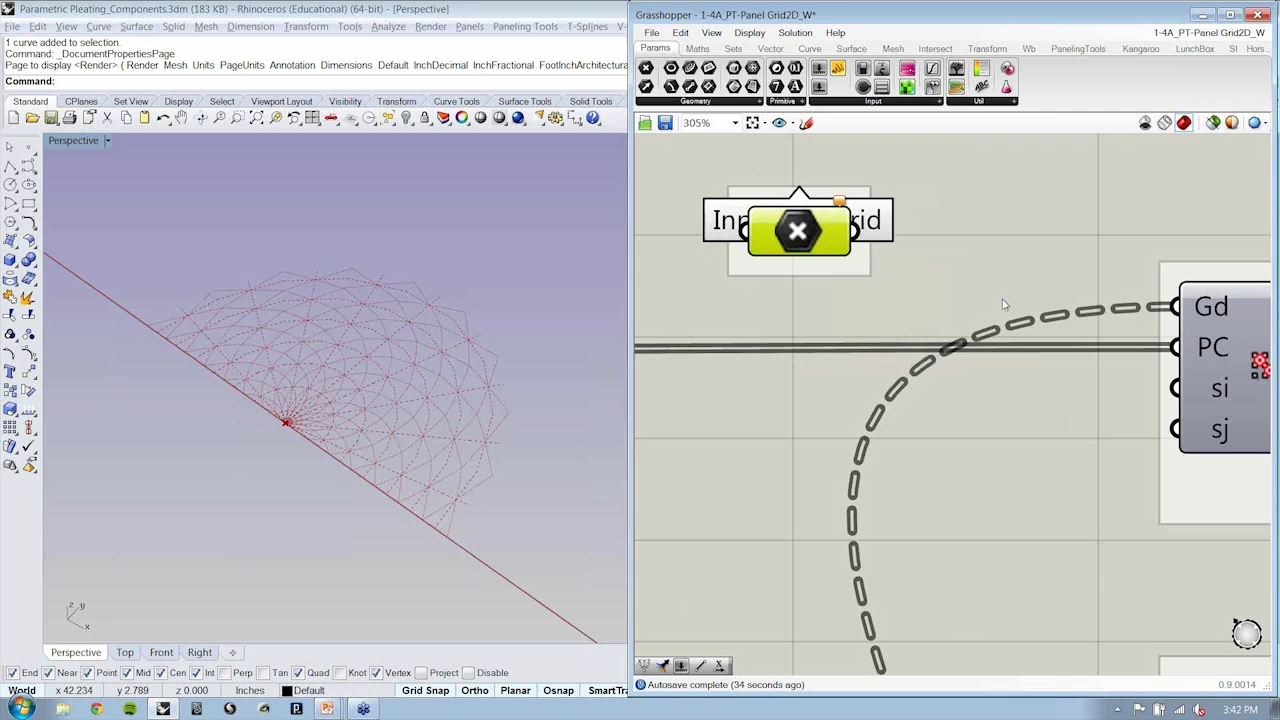 Parametric Pleating_Components.3dm (183 KB) - Rhinoceros (Educational) (64-bit) - [Perspective]
File Edit View Curve Surface Solid Mesh Dimension Transform Tools Analyze Render Panels Paneling Tools T-Splines V-
1 curve added to selection.
Command: _DocumentPropertiesPage
Page to display <Render> ( Render Mesh Units PageUnits Annotation Dimensions Default InchDecimal InchFractional FootInchArchitectura
Command:
Standard CPlanes Set View Display Select Viewport Layout Visibility Transform Curve Tools Surface Tools Solid Tools
Perspective
z y
x
Perspective Top Front Right
End Near Point Mid Cen Int Perp Tan Quad Knot Vertex Project Disable
World x 42.234 y 2.789 z 0.000 Inches Default Grid Snap Ortho Planar Osnap SmartTra
Grasshopper - 1-4A_PT-Panel Grid2D_W*
File Edit View Display Solution Help 1-4A_PT-Panel Grid2D_W*
Params Maths Sets Vector Curve Surface Mesh Intersect Transform Wb PanelingTools Kangaroo LunchBox SI Hors
Geometry Primitive Input Util
305%
Inp rid
Gd
PC
si
sj
Autosave complete (34 seconds ago) 0.9.0014
3:42 PM